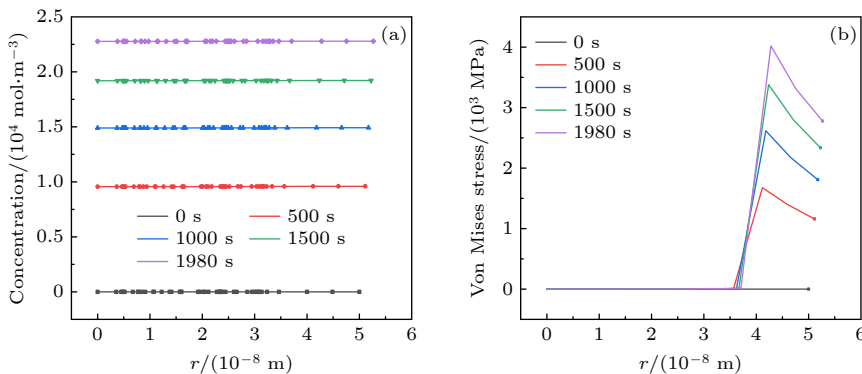 (a)
2.5
2.0
1.5
1.0
0.5
0
Concentration/(10⁴ mol·m⁻³)
0 s
500 s
1000 s
1500 s
1980 s
0
1
2
3
4
5
6
r/(10⁻⁸ m)
(b)
0 s
500 s
1000 s
1500 s
1980 s
4
3
2
1
0
Von Mises stress/(10³ MPa)
0
1
2
3
4
5
6
r/(10⁻⁸ m)